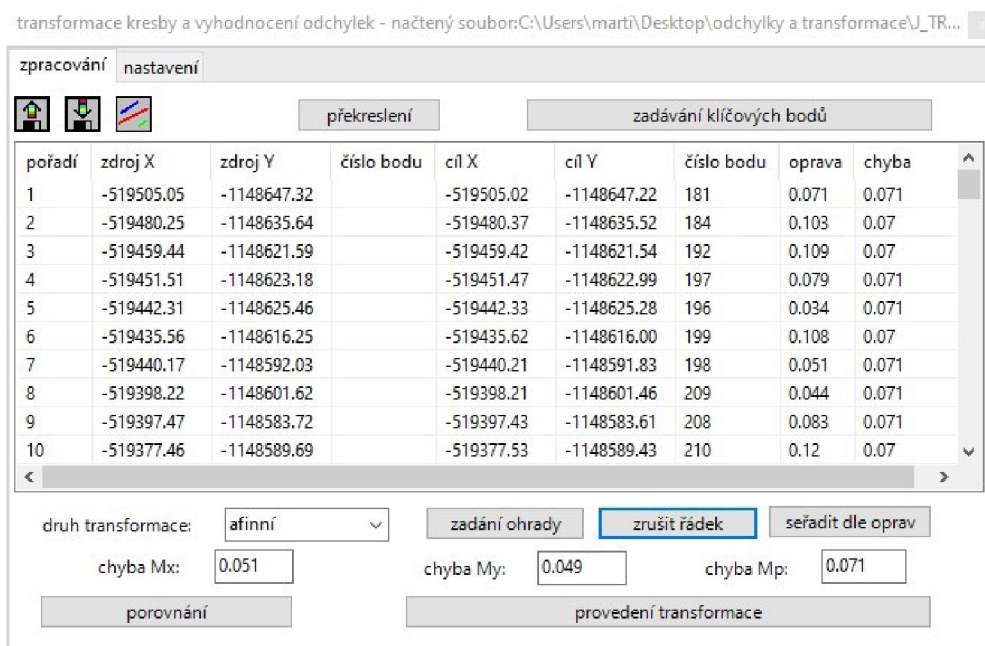 transformace kresby a vyhodnocení odchylek - načtený soubor:C:\Users\marti\Desktop\odchylky a transformace\J_TR...
zpracování nastavení
překreslení zadávání klíčových bodů
pořadí zdroj X zdroj Y číslo bodu cíl X cíl Y číslo bodu oprava chyba
1 -519505.05 -1148647.32 -519505.02 -1148647.22 181 0.071 0.071
2 -519480.25 -1148635.64 -519480.37 -1148635.52 184 0.103 0.07
3 -519459.44 -1148621.59 -519459.42 -1148621.54 192 0.109 0.07
4 -519451.51 -1148623.18 -519451.47 -1148622.99 197 0.079 0.071
5 -519442.31 -1148625.46 -519442.33 -1148625.28 196 0.034 0.071
6 -519435.56 -1148616.25 -519435.62 -1148616.00 199 0.108 0.07
7 -519440.17 -1148592.03 -519440.21 -1148591.83 198 0.051 0.071
8 -519398.22 -1148601.62 -519398.21 -1148601.46 209 0.044 0.071
9 -519397.47 -1148583.72 -519397.43 -1148583.61 208 0.083 0.071
10 -519377.46 -1148589.69 -519377.53 -1148589.43 210 0.12 0.07
druh transformace: afinní zadání ohrady zrušit řádek seřadit dle oprav
chyba Mx: 0.051 chyba My: 0.049 chyba Mp: 0.071
porovnání provedení transformace